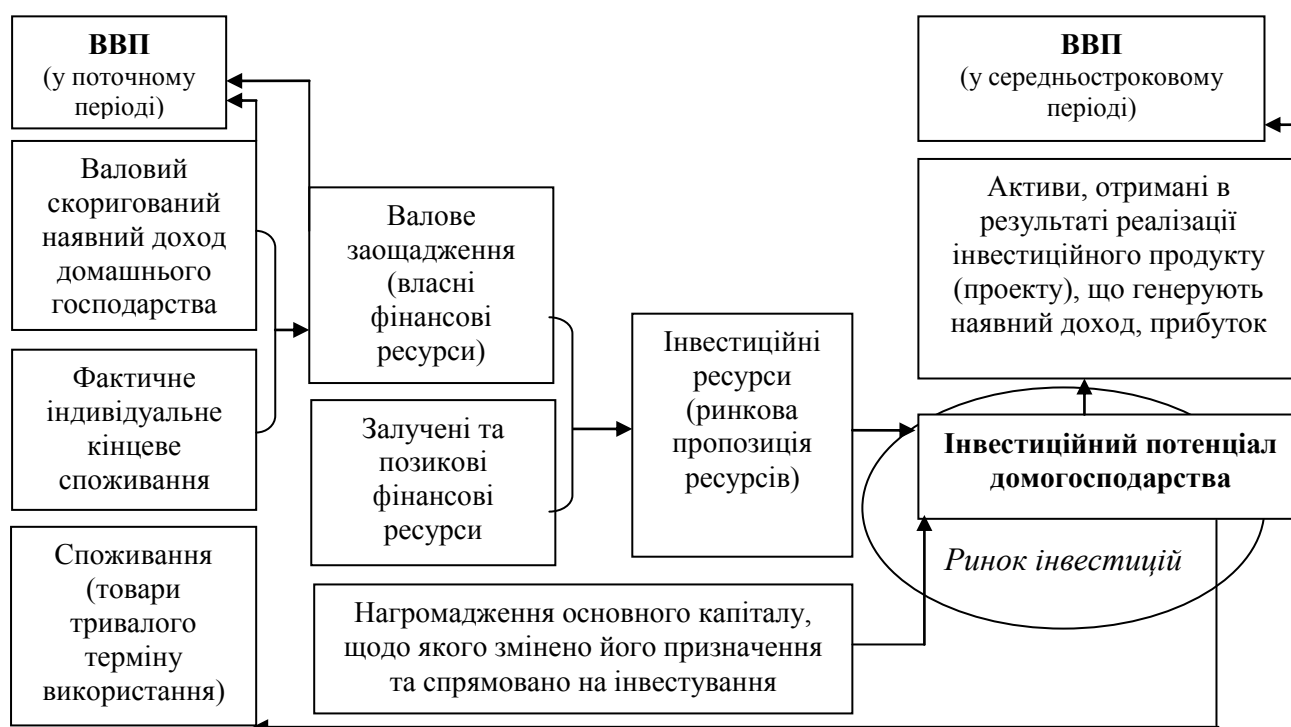 ВВП
(у поточному
періоді)
Валовий
скоригований
наявний доход
домашнього
господарства
Фактичне
індивідуальне
кінцеве
споживання
Споживання
(товари
тривалого
терміну
використання)
Валове
заощадження
(власні
фінансові
ресурси)
Залучені та
позикові
фінансові
ресурси
Інвестиційні
ресурси
(ринкова
пропозиція
ресурсів)
Нагромадження основного капіталу,
щодо якого змінено його призначення
та спрямовано на інвестування
ВВП
(у середньостроковому
періоді)
Активи, отримані в
результаті реалізації
інвестиційного продукту
(проекту), що генерують
наявний доход, прибуток
Інвестиційний потенціал
домогосподарства
Ринок інвестицій